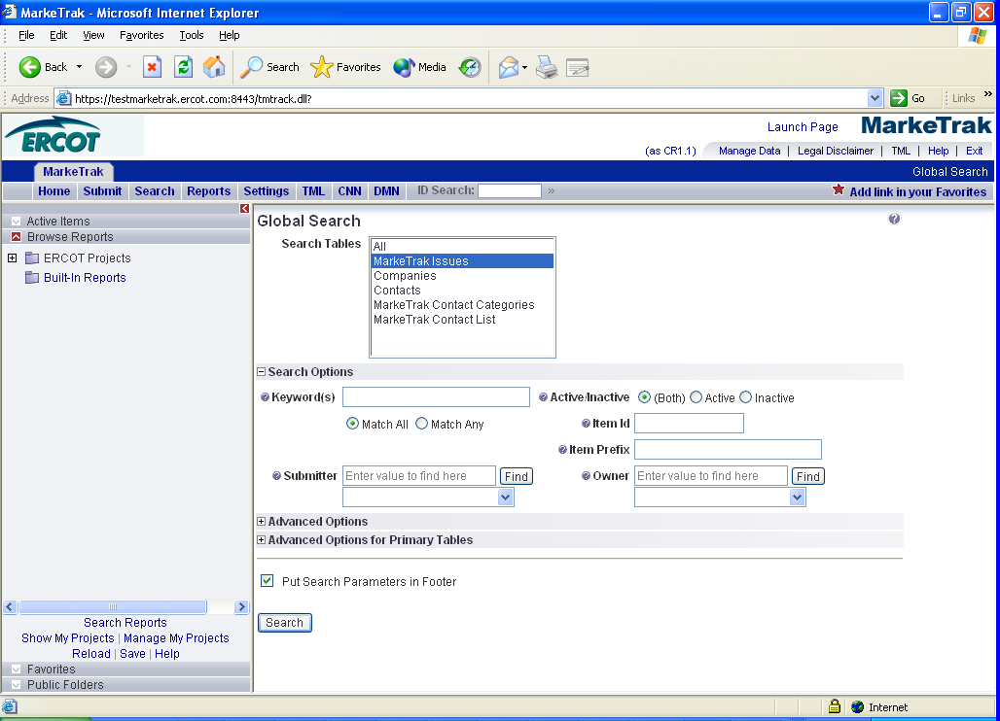 MarkeTrak - Microsoft Internet Explorer
File Edit View Favorites Tools Help
Back Search Favorites Media
Address https://testmarketrak.ercot.com:8443/tmtrack.dll? Go Links »
ERCOT Launch Page MarkeTrak
(as CR1.1) Manage Data | Legal Disclaimer | TML | Help | Exit
MarkeTrak Global Search
Home Submit Search Reports Settings TML CNN DMN ID Search: » Add link in your Favorites
Active Items
Browse Reports
ERCOT Projects
Built-In Reports
Global Search
Search Tables
All
MarkeTrak Issues
Companies
Contacts
MarkeTrak Contact Categories
MarkeTrak Contact List
Search Options
Keyword(s) Active/Inactive (Both) Active Inactive
Match All Match Any Item Id
Item Prefix
Submitter Enter value to find here Find Owner Enter value to find here Find
Advanced Options
Advanced Options for Primary Tables
Put Search Parameters in Footer
Search
Search Reports
Show My Projects | Manage My Projects
Reload | Save | Help
Favorites
Public Folders
Internet